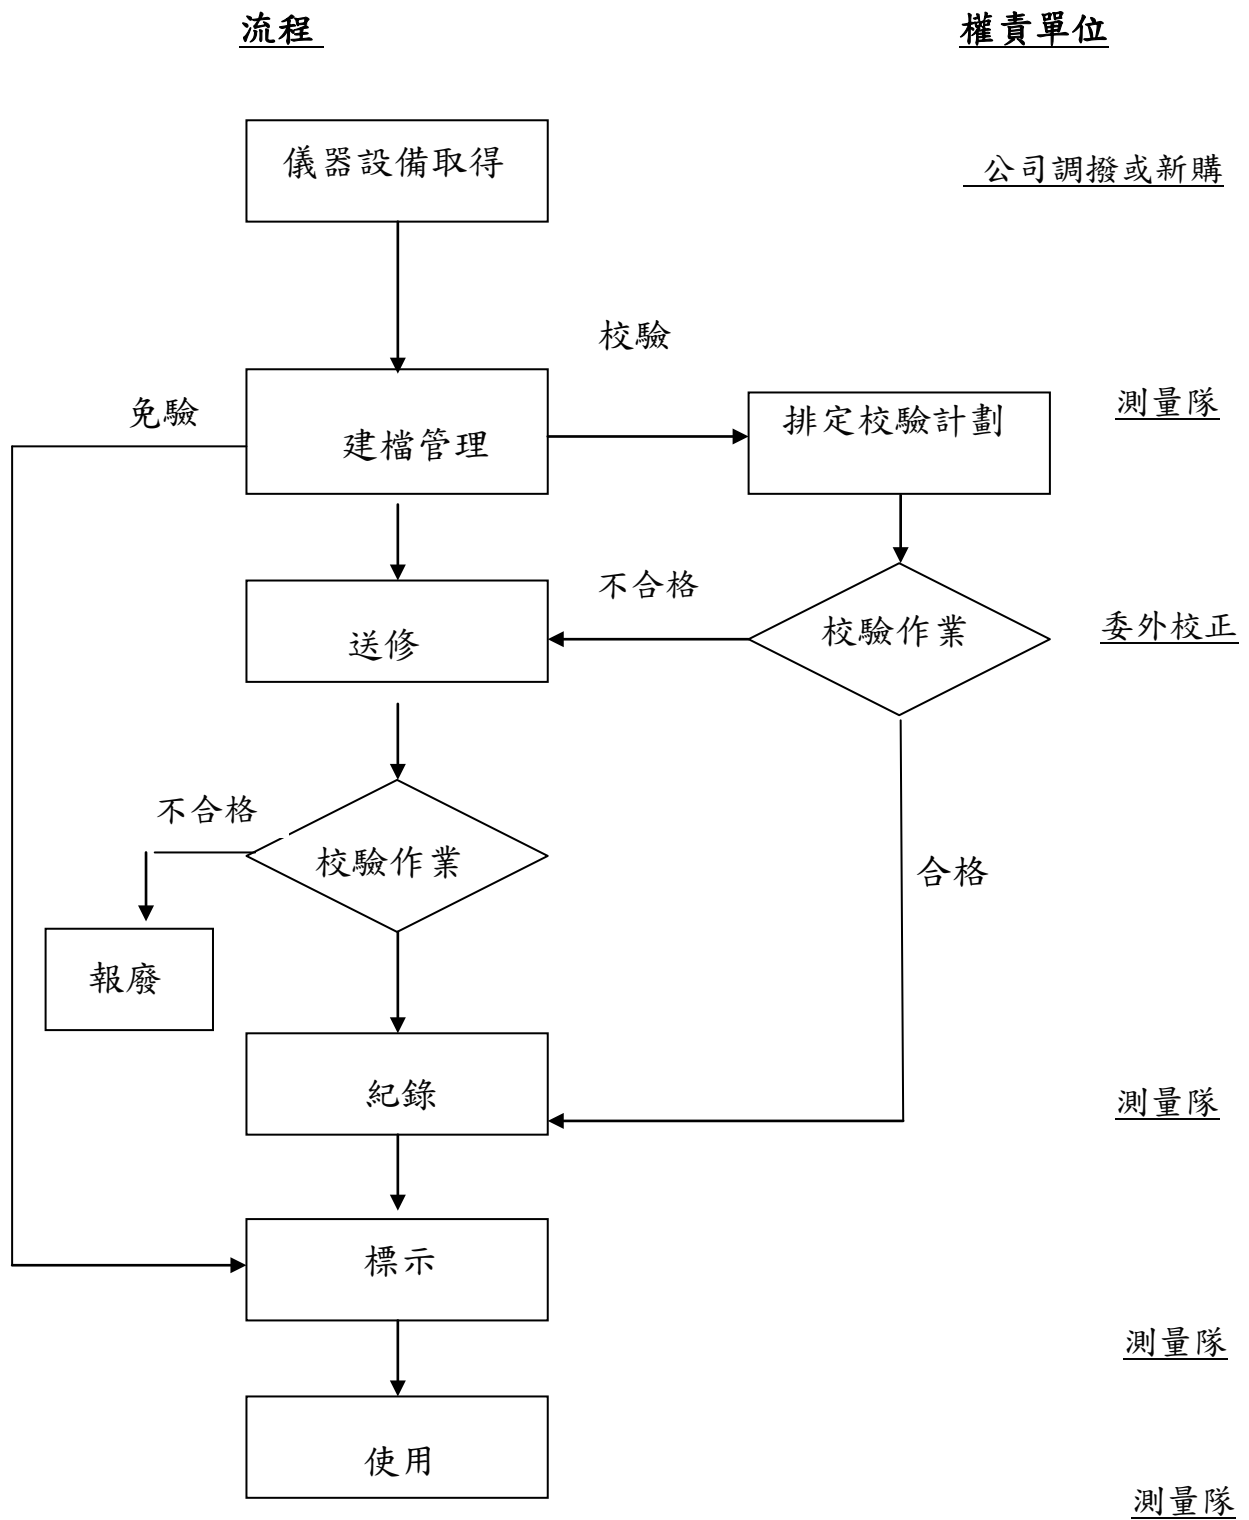 流程 權責單位
儀器設備取得
公司調撥或新購
校驗
免驗
建檔管理
排定校驗計劃
測量隊
不合格
送修
校驗作業
委外校正
不合格
校驗作業
合格
報廢
紀錄
測量隊
標示
測量隊
使用
測量隊